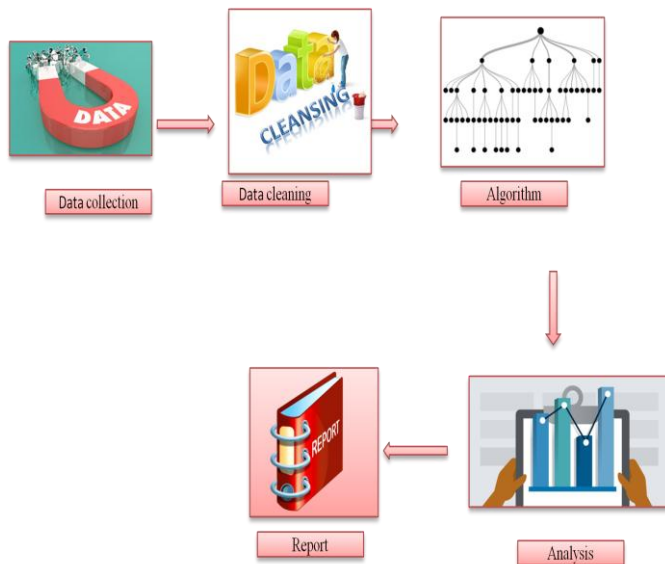 DATA
Data
CLEANSING
Data collection
Data cleaning
Algorithm
REPORT
Report
Analysis